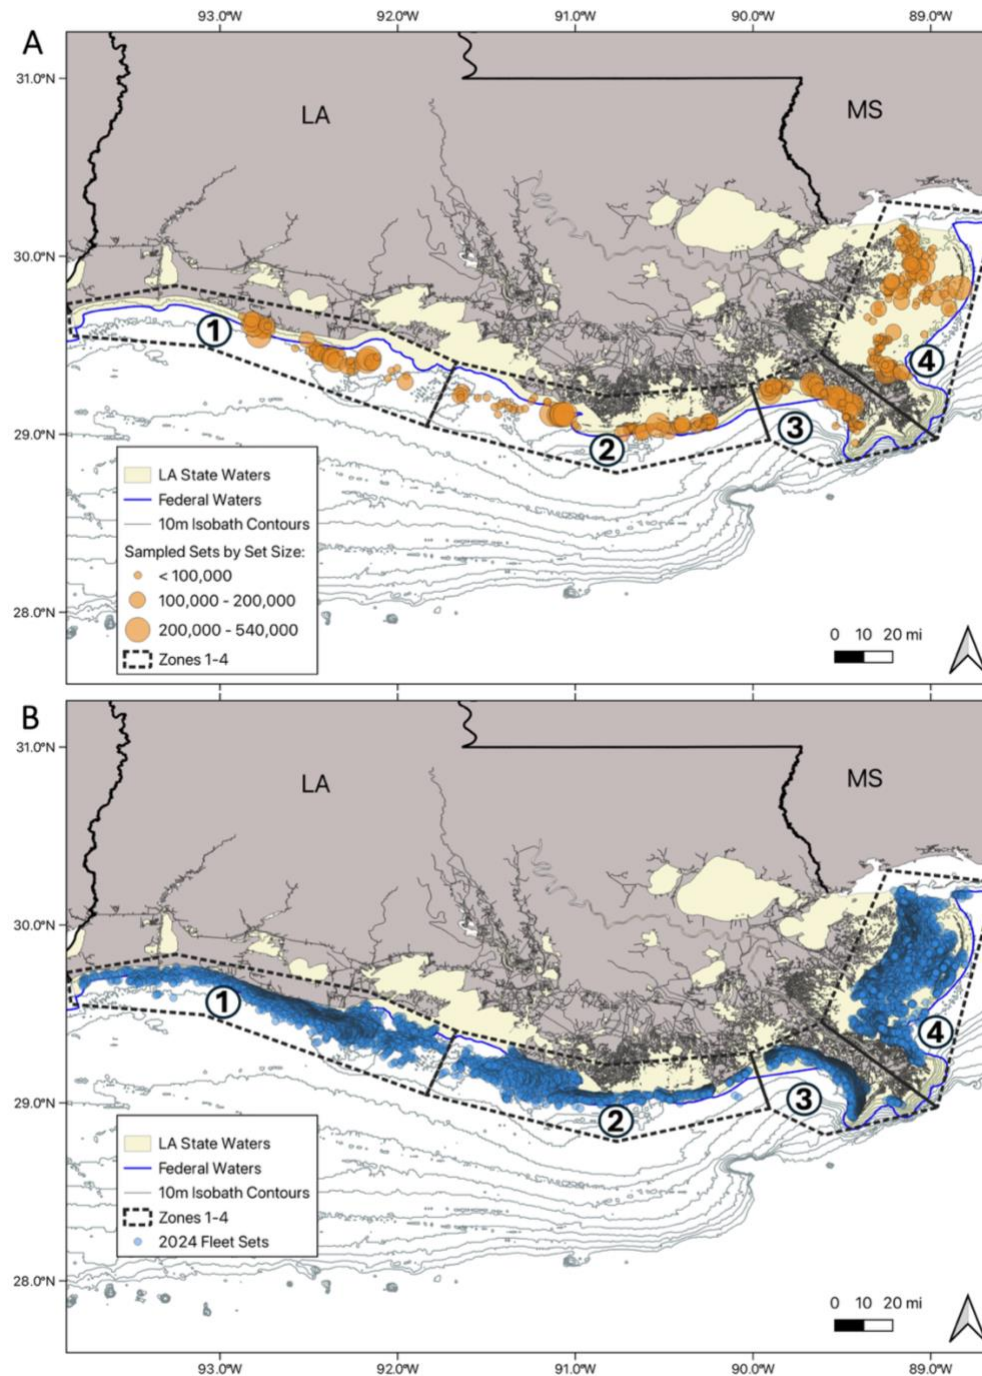 93.0°W 92.0°W 91.0°W 90.0°W 89.0°W
A
31.0°N
LA
MS
30.0°N
1
4
29.0°N
3
2
LA State Waters
Federal Waters
10m Isobath Contours
Sampled Sets by Set Size:
< 100,000
100,000 - 200,000
200,000 - 540,000
Zones 1-4
28.0°N
0 10 20 mi
B
31.0°N
LA
MS
30.0°N
1
4
29.0°N
3
2
LA State Waters
Federal Waters
10m Isobath Contours
Zones 1-4
2024 Fleet Sets
28.0°N
0 10 20 mi
93.0°W 92.0°W 91.0°W 90.0°W 89.0°W